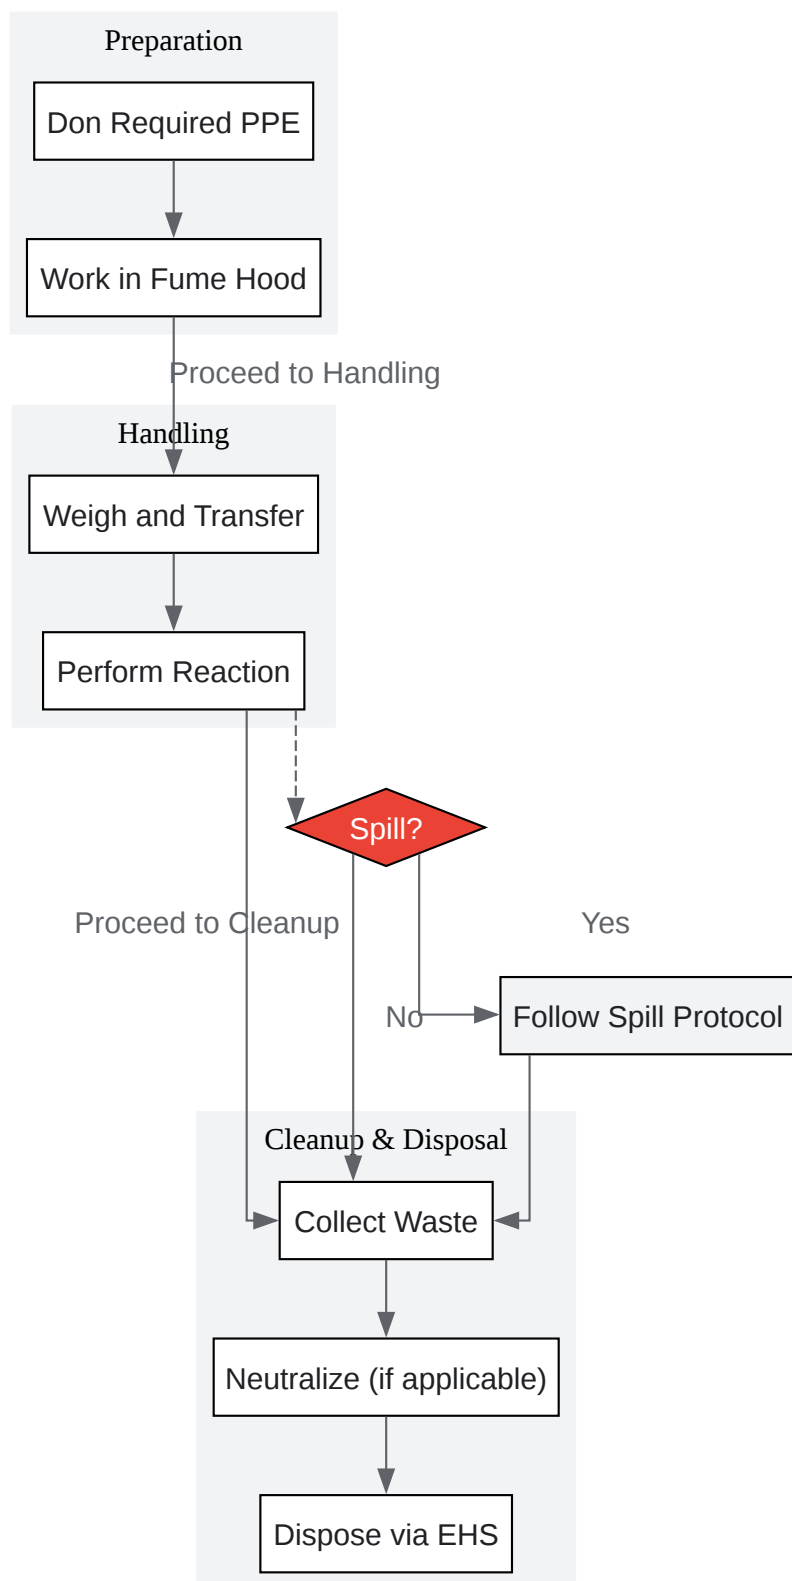 Preparation
Don Required PPE
Work in Fume Hood
Proceed to Handling
Handling
Weigh and Transfer
Perform Reaction
Spill?
Proceed to Cleanup
Yes
No
Follow Spill Protocol
Cleanup & Disposal
Collect Waste
Neutralize (if applicable)
Dispose via EHS